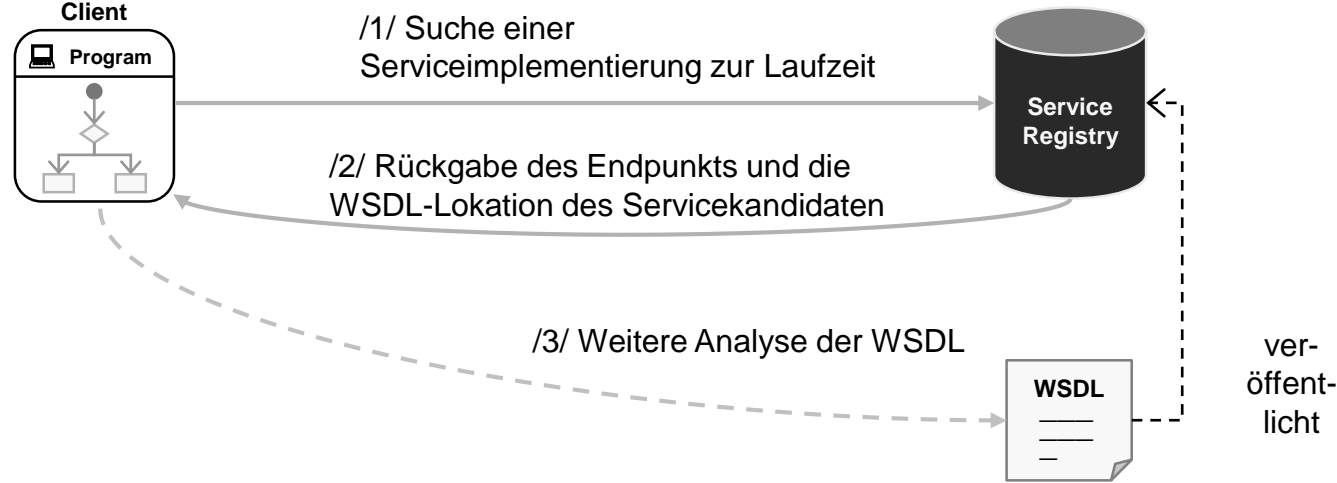 Client
Program
/1/ Suche einer
Serviceimplementierung zur Laufzeit
Service
Registry
/2/ Rückgabe des Endpunkts und die
WSDL-Lokation des Servicekandidaten
/3/ Weitere Analyse der WSDL
WSDL
ver-
öffent-
licht